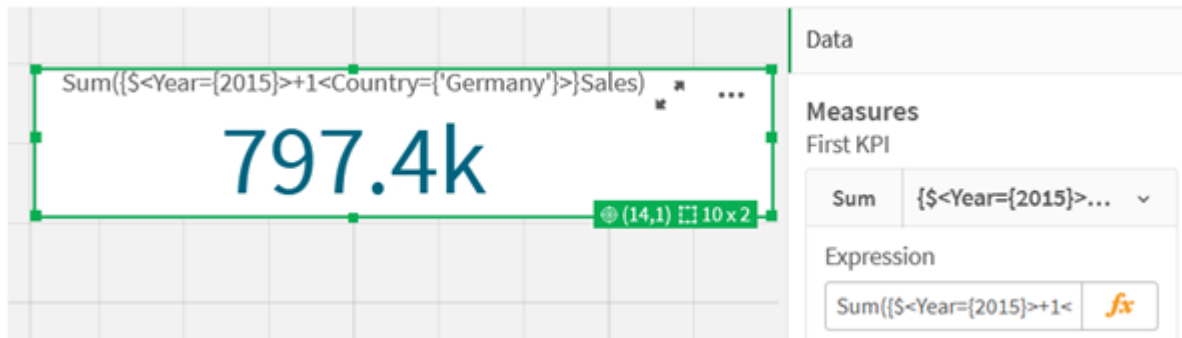 Sum({$<Year={2015}>+1<Country={'Germany'}>}Sales)
797.4k
(14,1) 10 x 2
Data
Measures
First KPI
Sum {$<Year={2015}>...
Expression
Sum({$<Year={2015}>+1< fx